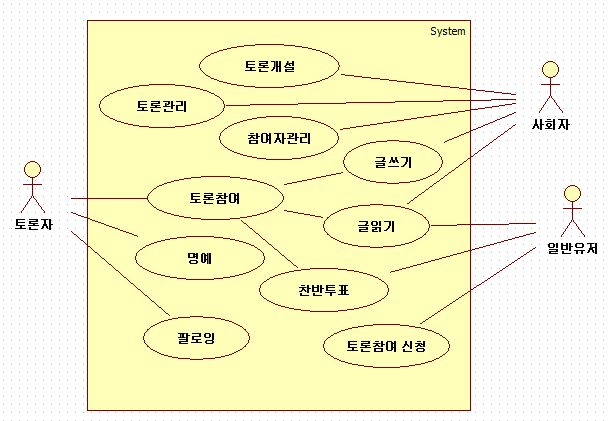 System
토론개설
토론관리
참여자관리
사회자
글쓰기
토론참여
토론자
글읽기
일반유저
명예
찬반투표
팔로잉
토론참여 신청